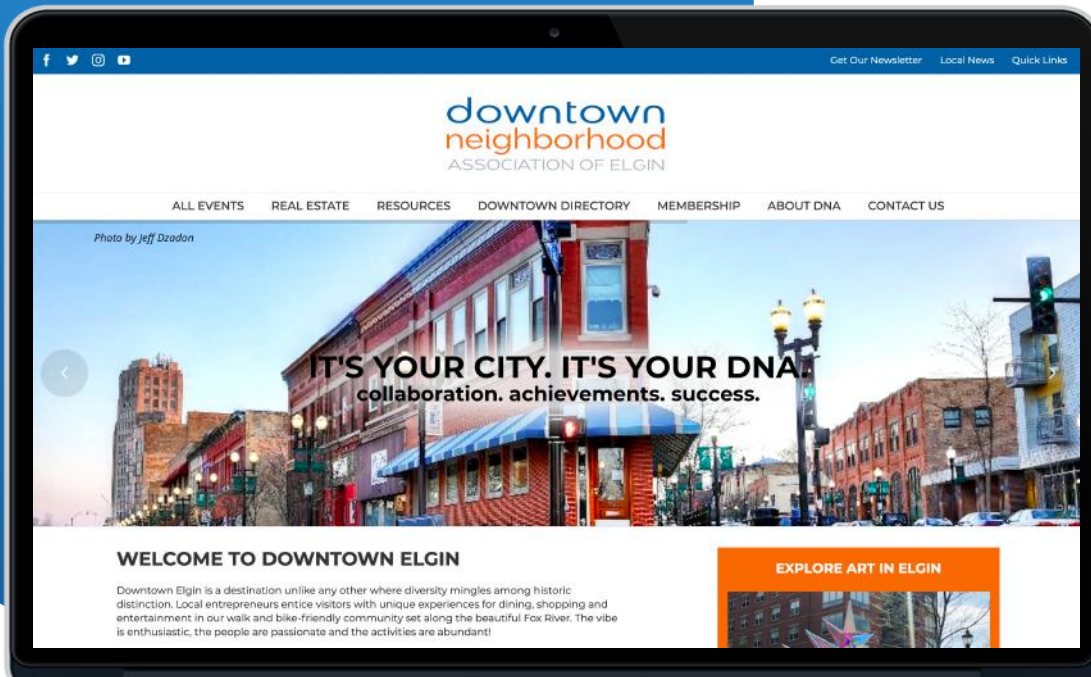 Get Our Newsletter Local News Quick Links
downtown
neighborhood
ASSOCIATION OF ELGIN
ALL EVENTS REAL ESTATE RESOURCES DOWNTOWN DIRECTORY MEMBERSHIP ABOUT DNA CONTACT US
Photo by Jeff Dzadon
IT'S YOUR CITY. IT'S YOUR DNA.
collaboration. achievements. success.
WELCOME TO DOWNTOWN ELGIN
Downtown Elgin is a destination unlike any other where diversity mingles among historic
distinction. Local entrepreneurs entice visitors with unique experiences for dining, shopping and
entertainment in our walk and bike-friendly community set along the beautiful Fox River. The vibe
is enthusiastic, the people are passionate and the activities are abundant!
EXPLORE ART IN ELGIN